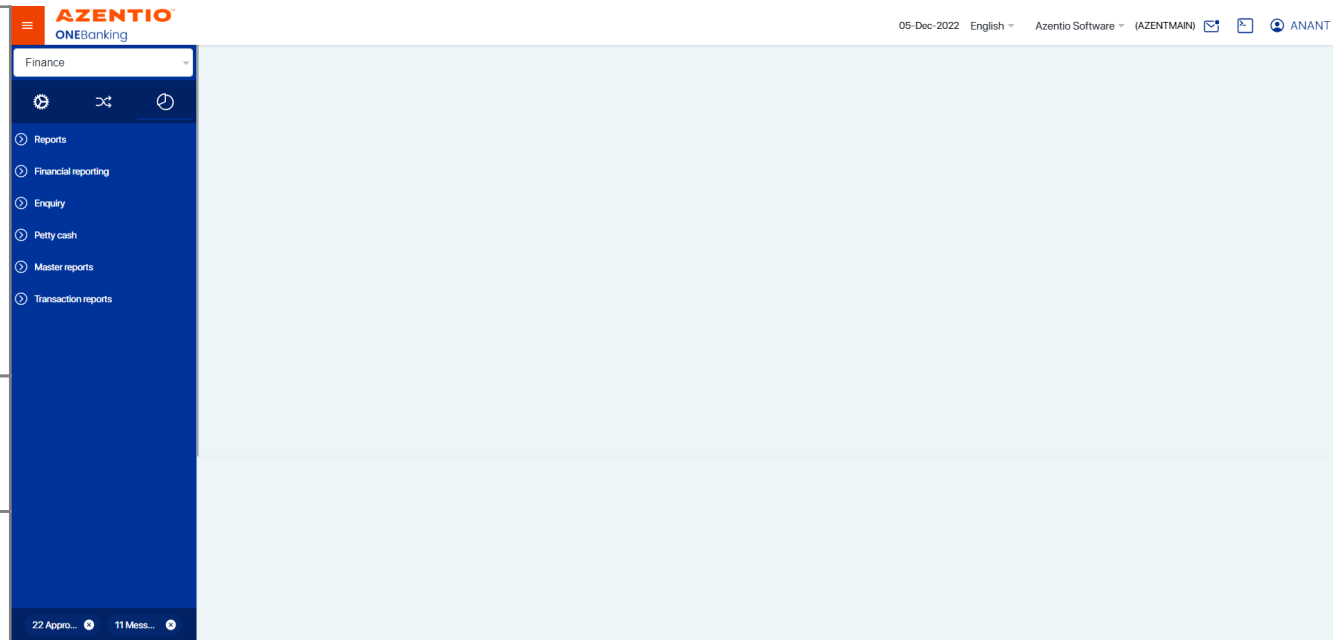 AZENTIO™
ONEBanking
05-Dec-2022 English Azentio Software (AZENTMAIN) ANANT
Finance
Reports
Financial reporting
Enquiry
Petty cash
Master reports
Transaction reports
22 Appro... 11 Mess...